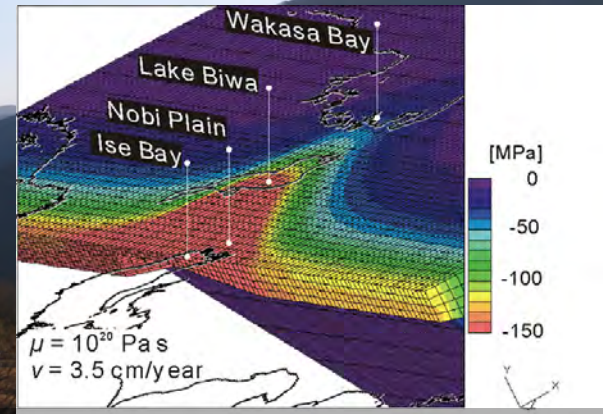 Wakasa Bay
Lake Biwa
Nobi Plain
Ise Bay
[MPa]
0
-50
-100
-150
μ = 10²⁰ Pa s
v = 3.5 cm/year
Y
X